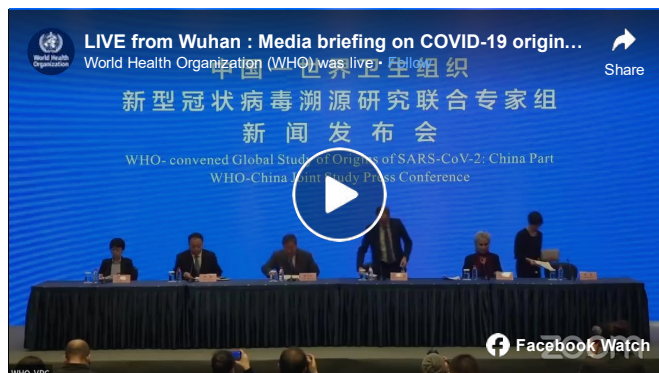 World Health
Organization
LIVE from Wuhan : Media briefing on COVID-19 origin…
World Health Organization (WHO) was live · Follow
Share
中国—世界卫生组织
新型冠状病毒溯源研究联合专家组
新闻发布会
WHO- convened Global Study of Origins of SARS-CoV-2: China Part
WHO-China Joint Study Press Conference
Facebook Watch
zoom
WHO-VPC